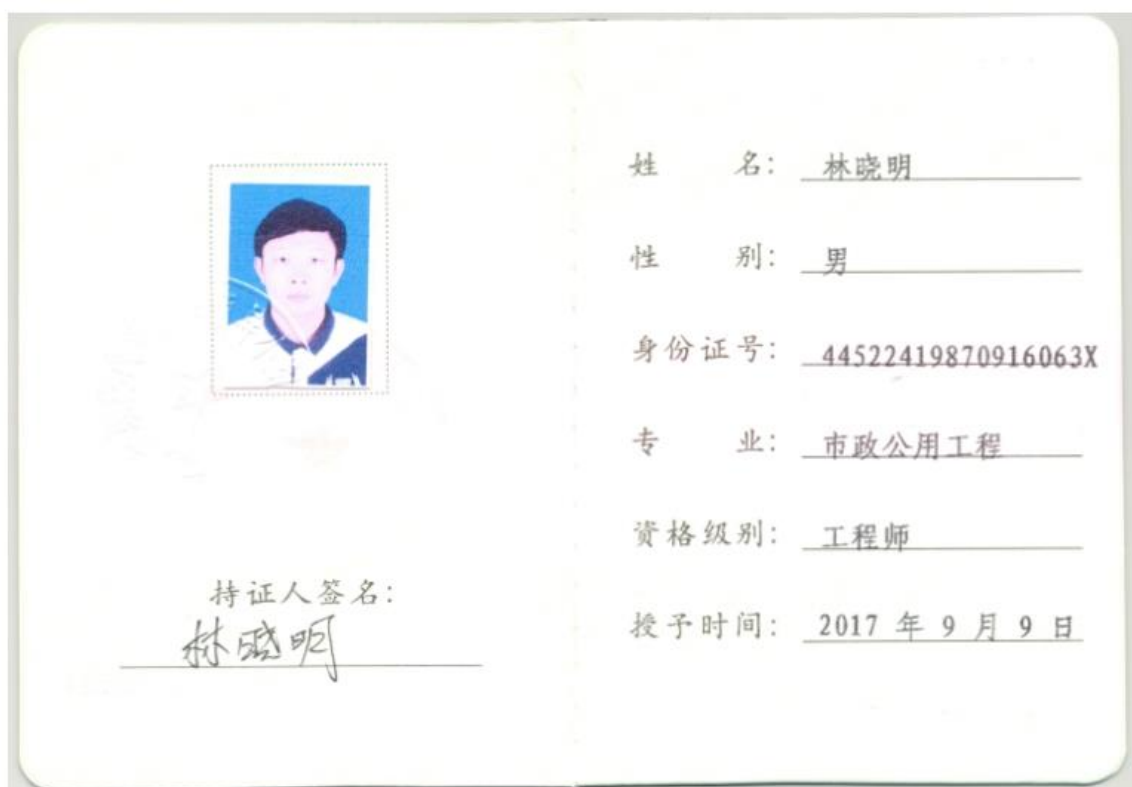 持证人签名：
林晓明
姓名： 林晓明
性别： 男
身份证号： 44522419870916063X
专业： 市政公用工程
资格级别： 工程师
授予时间： 2017 年 9 月 9 日